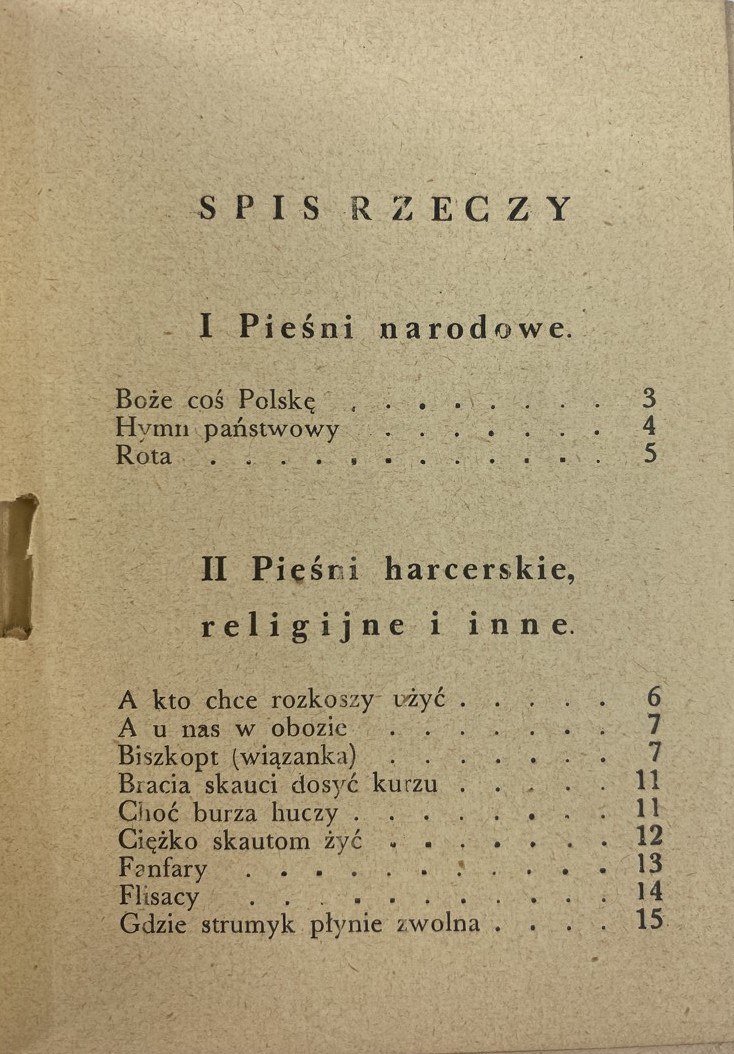 SPIS RZECZY
I Pieśni narodowe.
Boże coś Polskę . . . . . . . . 3
Hymn państwowy . . . . . . . 4
Rota . . . . . . . . . . . . 5
II Pieśni harcerskie,
religijne i inne.
A kto chce rozkoszy użyć . . . . . 6
A u nas w obozie . . . . . . . 7
Biszkopt (wiązanka) . . . . . . . 7
Bracia skauci dosyć kurzu . . . . . 11
Choć burza huczy . . . . . . . . 11
Ciężko skautom żyć . . . . . . . 12
Fanfary . . . . . . . . . . . 13
Flisacy . . . . . . . . . . . 14
Gdzie strumyk płynie zwolna . . . . 15